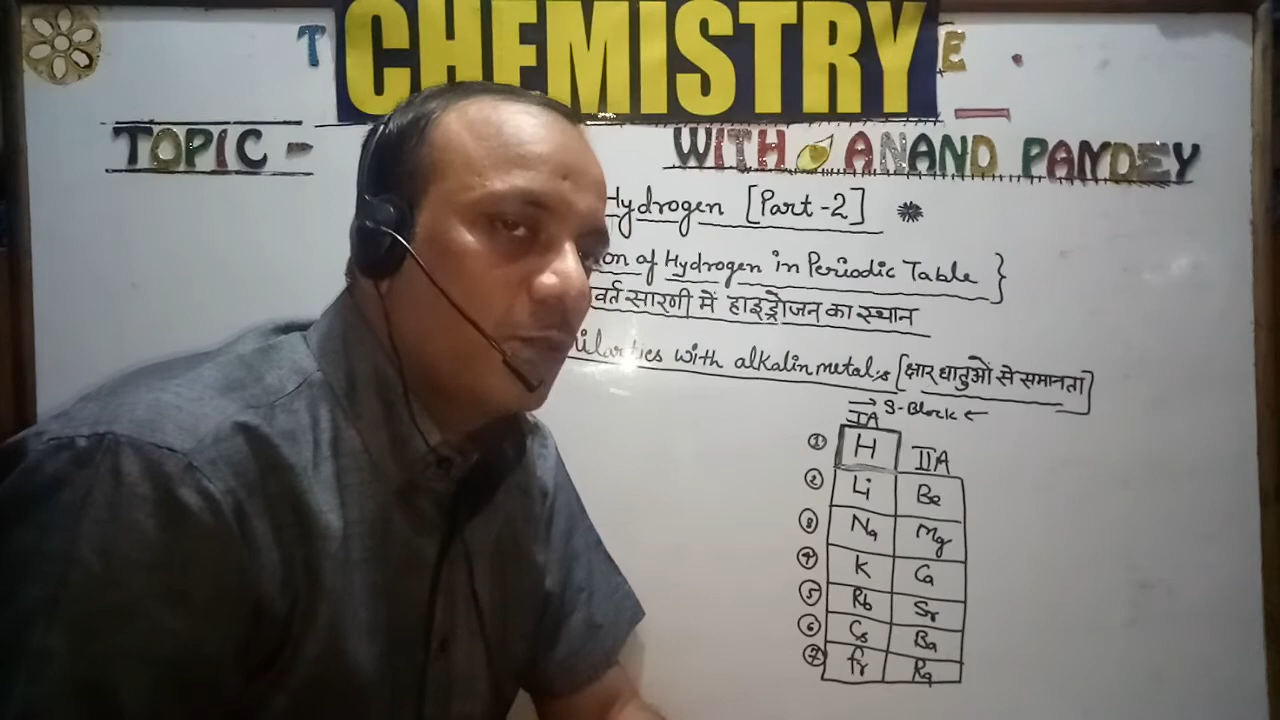 T CHEMISTRY E .
TOPIC - WITH ANAND PANDEY
Hydrogen [Part-2]
on of Hydrogen in Periodic Table }
वर्त सारणी में हाइड्रोजन का स्थान
ilarities with alkalin metals [क्षार धातुओं से समानता]
→ S-Block ←
IA
① H IIA
② Li Be
③ Na Mg
④ K Ca
⑤ Rb Sr
⑥ Cs Ba
⑦ fr Ra